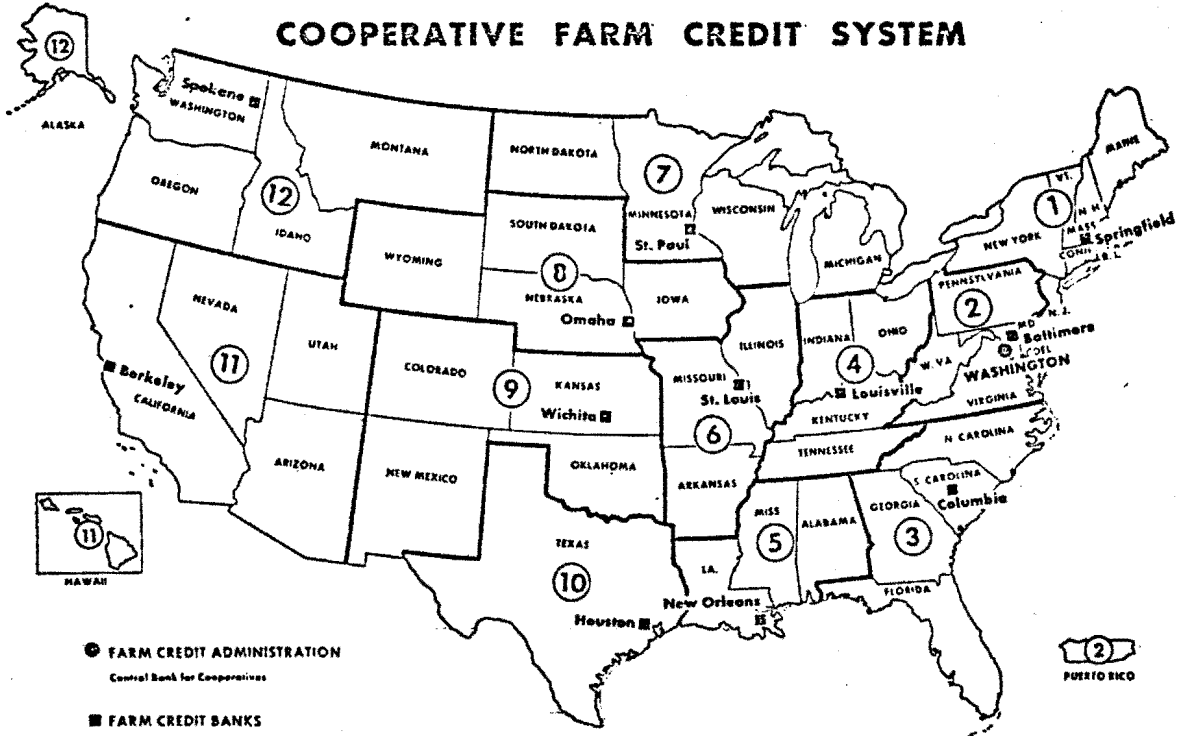 COOPERATIVE FARM CREDIT SYSTEM
12
ALASKA
Spokane
WASHINGTON
MONTANA
NORTH DAKOTA
7
MINNESOTA
St. Paul
WISCONSIN
MICHIGAN
MAINE
VT.
1
N.H.
MASS
Springfield
CONN
R.I.
NEW YORK
OREGON
12
IDAHO
WYOMING
SOUTH DAKOTA
8
NEBRASKA
Omaha
IOWA
PENNSYLVANIA
2
N.J.
MD
Baltimore
DEL
WASHINGTON
NEVADA
11
UTAH
COLORADO
9
KANSAS
Wichita
MISSOURI
St. Louis
6
ILLINOIS
INDIANA
OHIO
4
Louisville
KENTUCKY
W. VA
VIRGINIA
Berkeley
CALIFORNIA
ARIZONA
NEW MEXICO
OKLAHOMA
ARKANSAS
TENNESSEE
N CAROLINA
S CAROLINA
Columbia
GEORGIA
3
MISS
5
ALABAMA
11
HAWAII
TEXAS
10
Houston
LA.
New Orleans
FLORIDA
2
PUERTO RICO
FARM CREDIT ADMINISTRATION
Central Bank for Cooperatives
FARM CREDIT BANKS